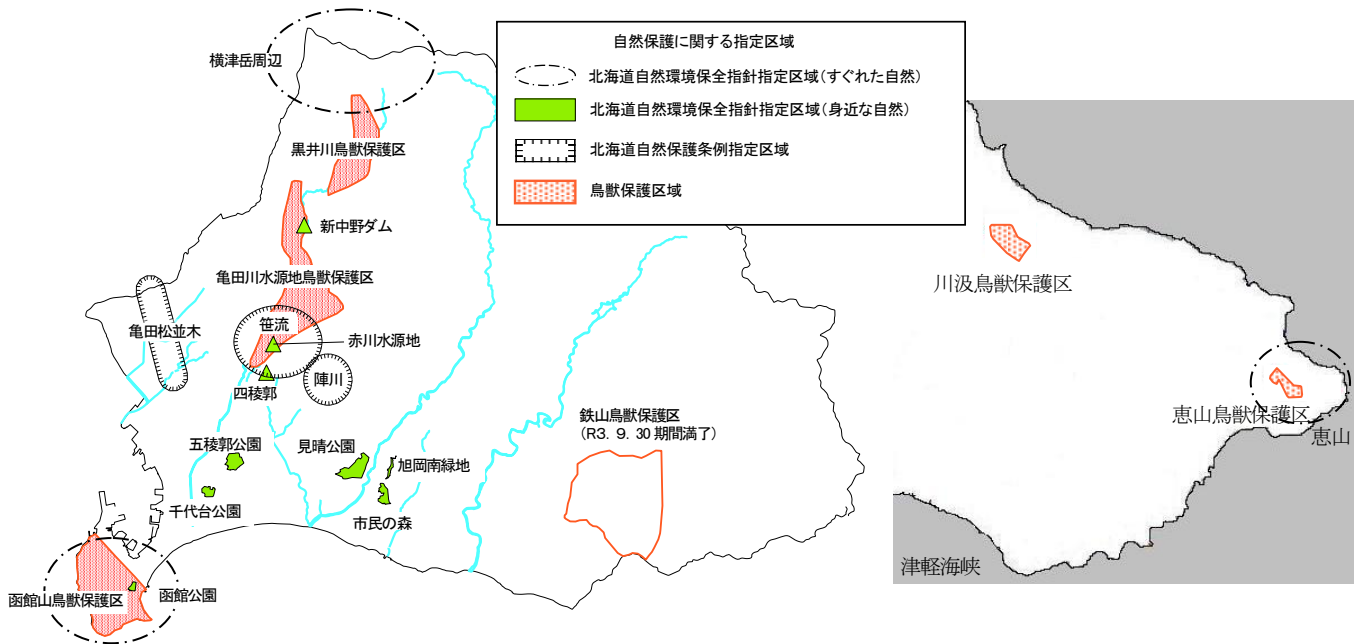 自然保護に関する指定区域
北海道自然環境保全指針指定区域(すぐれた自然)
北海道自然環境保全指針指定区域(身近な自然)
北海道自然保護条例指定区域
鳥獣保護区域
横津岳周辺
黒井川鳥獣保護区
新中野ダム
亀田川水源地鳥獣保護区
亀田松並木
笹流
赤川水源地
陣川
四稜郭
五稜郭公園
見晴公園
旭岡南緑地
千代台公園
市民の森
鉄山鳥獣保護区
(R3. 9. 30 期間満了)
函館山鳥獣保護区
函館公園
川汲鳥獣保護区
恵山鳥獣保護区
恵山
津軽海峡